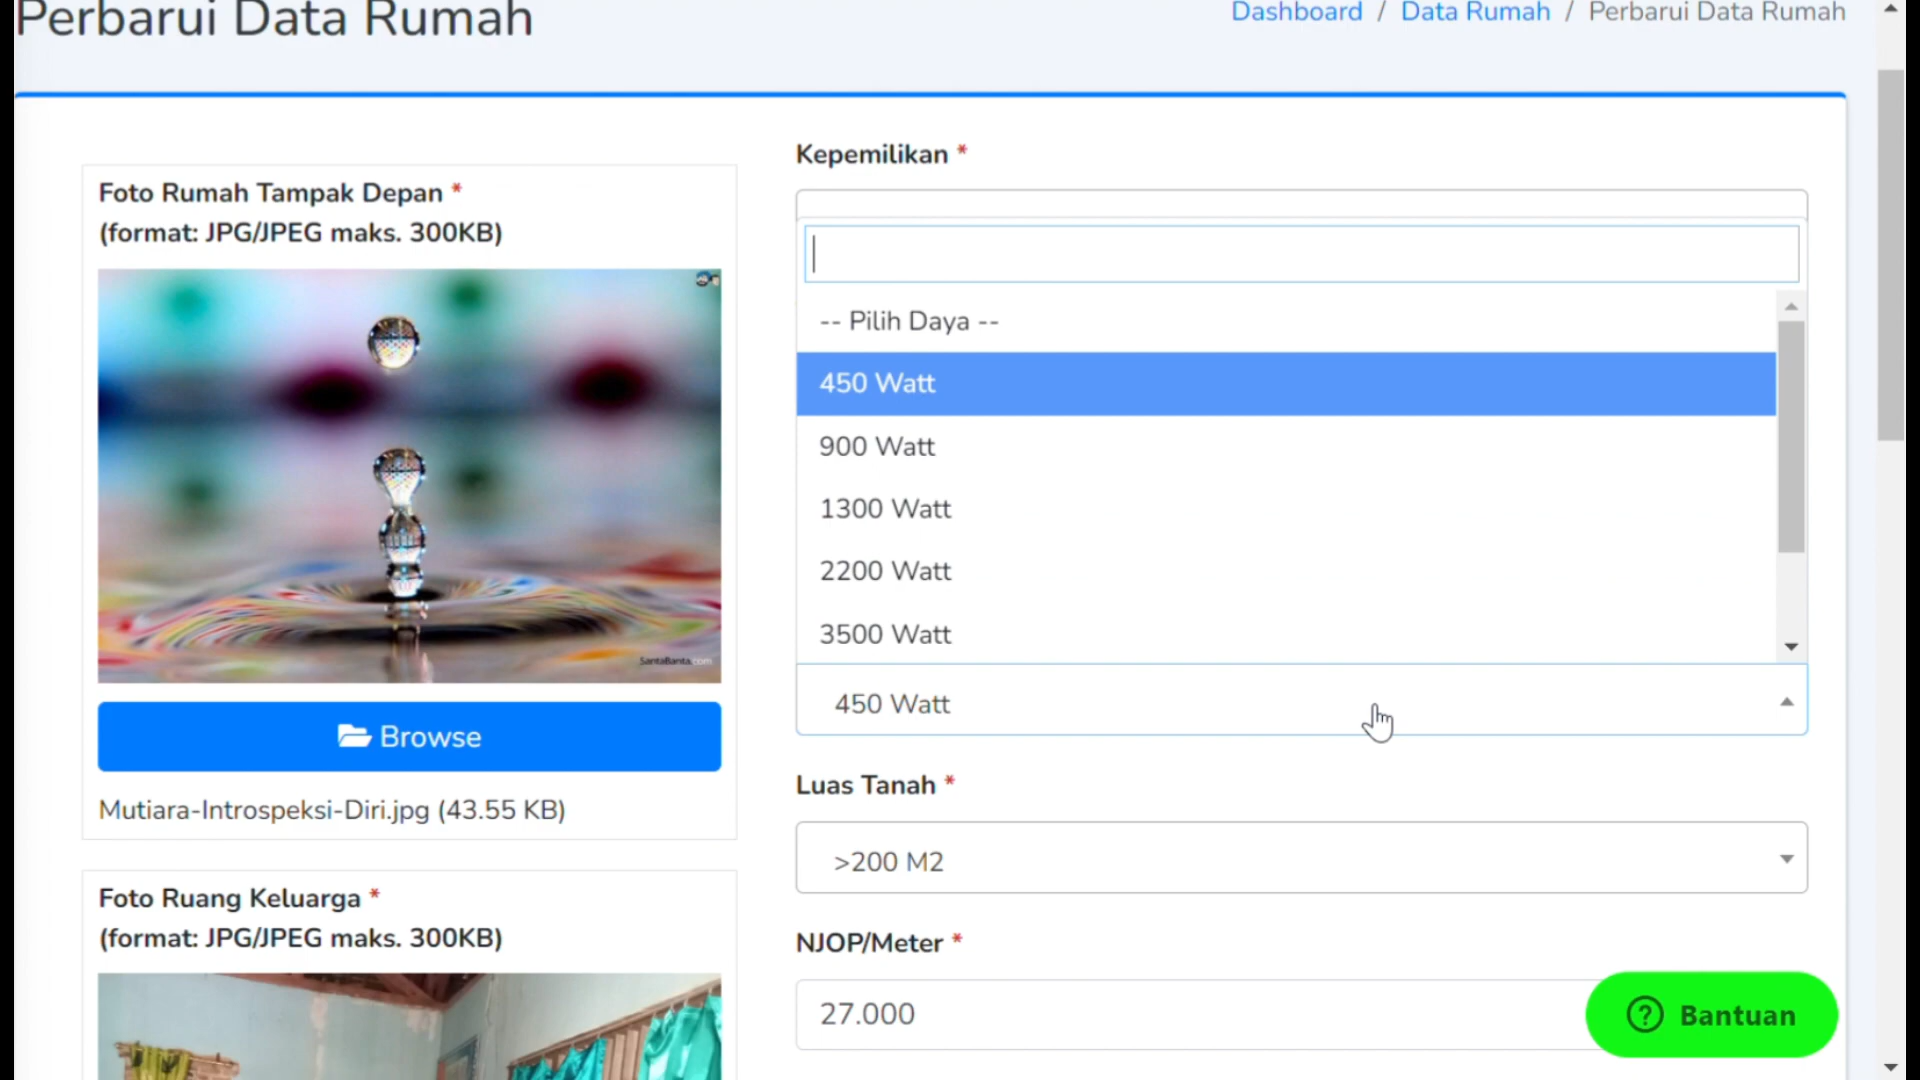 Perbarui Data Rumah
Dashboard / Data Rumah / Perbarui Data Rumah
Foto Rumah Tampak Depan *
(format: JPG/JPEG maks. 300KB)
SantaBanta.com
Browse
Mutiara-Introspeksi-Diri.jpg (43.55 KB)
Foto Ruang Keluarga *
(format: JPG/JPEG maks. 300KB)
Kepemilikan *
-- Pilih Daya --
450 Watt
900 Watt
1300 Watt
2200 Watt
3500 Watt
450 Watt
Luas Tanah *
>200 M2
NJOP/Meter *
27.000
Bantuan